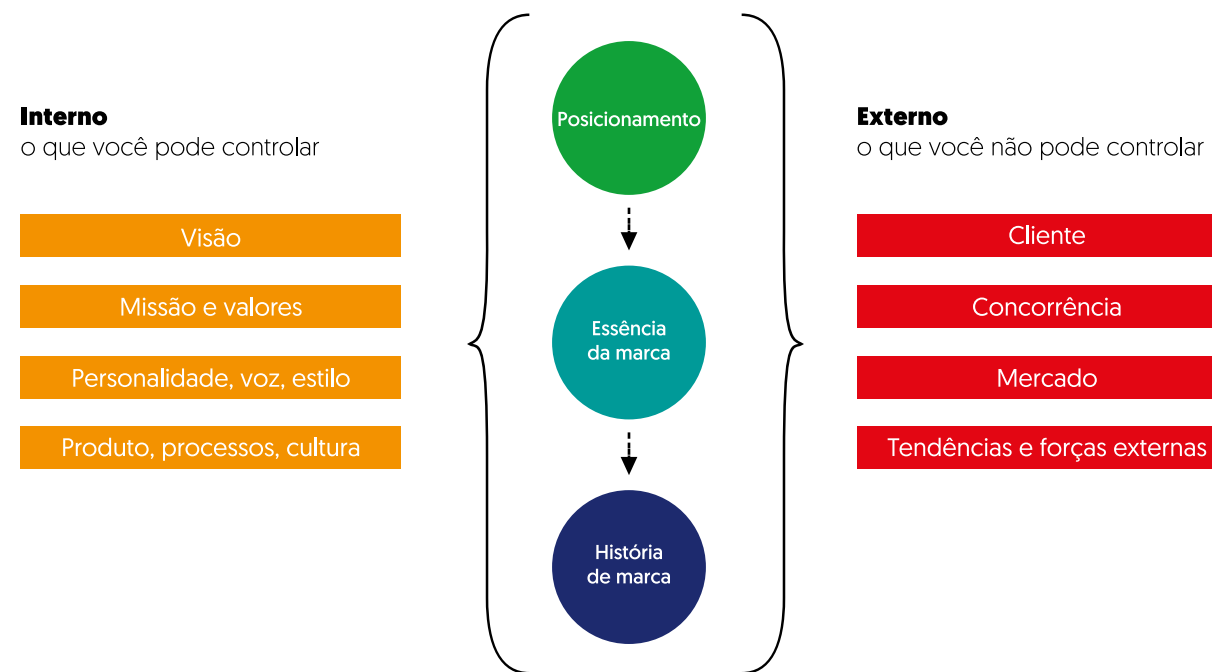 Interno
o que você pode controlar
Visão
Missão e valores
Personalidade, voz, estilo
Produto, processos, cultura
Posicionamento
Essência
da marca
História
de marca
Externo
o que você não pode controlar
Cliente
Concorrência
Mercado
Tendências e forças externas